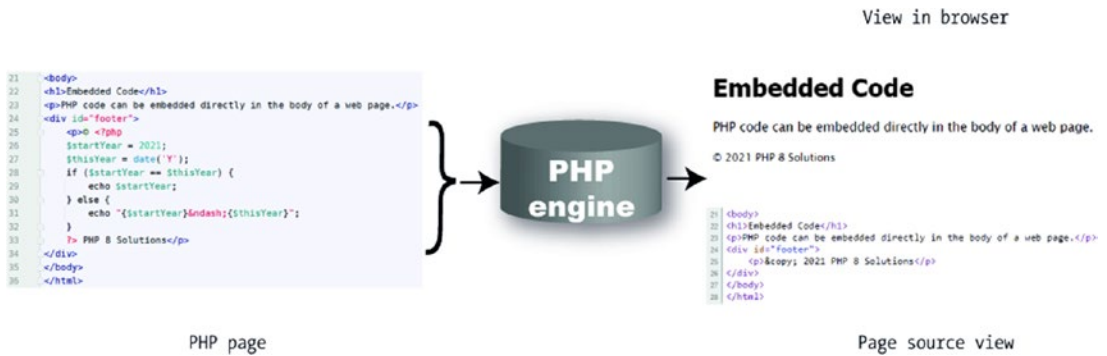 View in browser
21 <body>
22 <h1>Embedded Code</h1>
23 <p>PHP code can be embedded directly in the body of a web page.</p>
24 <div id="footer">
25 <p>© <?php
26 $startYear = 2021;
27 $thisYear = date('Y');
28 if ($startYear == $thisYear) {
29 echo $startYear;
30 } else {
31 echo "{$startYear}&ndash;{$thisYear}";
32 }
33 ?> PHP 8 Solutions</p>
34 </div>
35 </body>
36 </html>
PHP page
PHP
engine
Embedded Code
PHP code can be embedded directly in the body of a web page.
© 2021 PHP 8 Solutions
21 <body>
22 <h1>Embedded Code</h1>
23 <p>PHP code can be embedded directly in the body of a web page.</p>
24 <div id="footer">
25 <p>&copy; 2021 PHP 8 Solutions</p>
26 </div>
27 </body>
28 </html>
Page source view